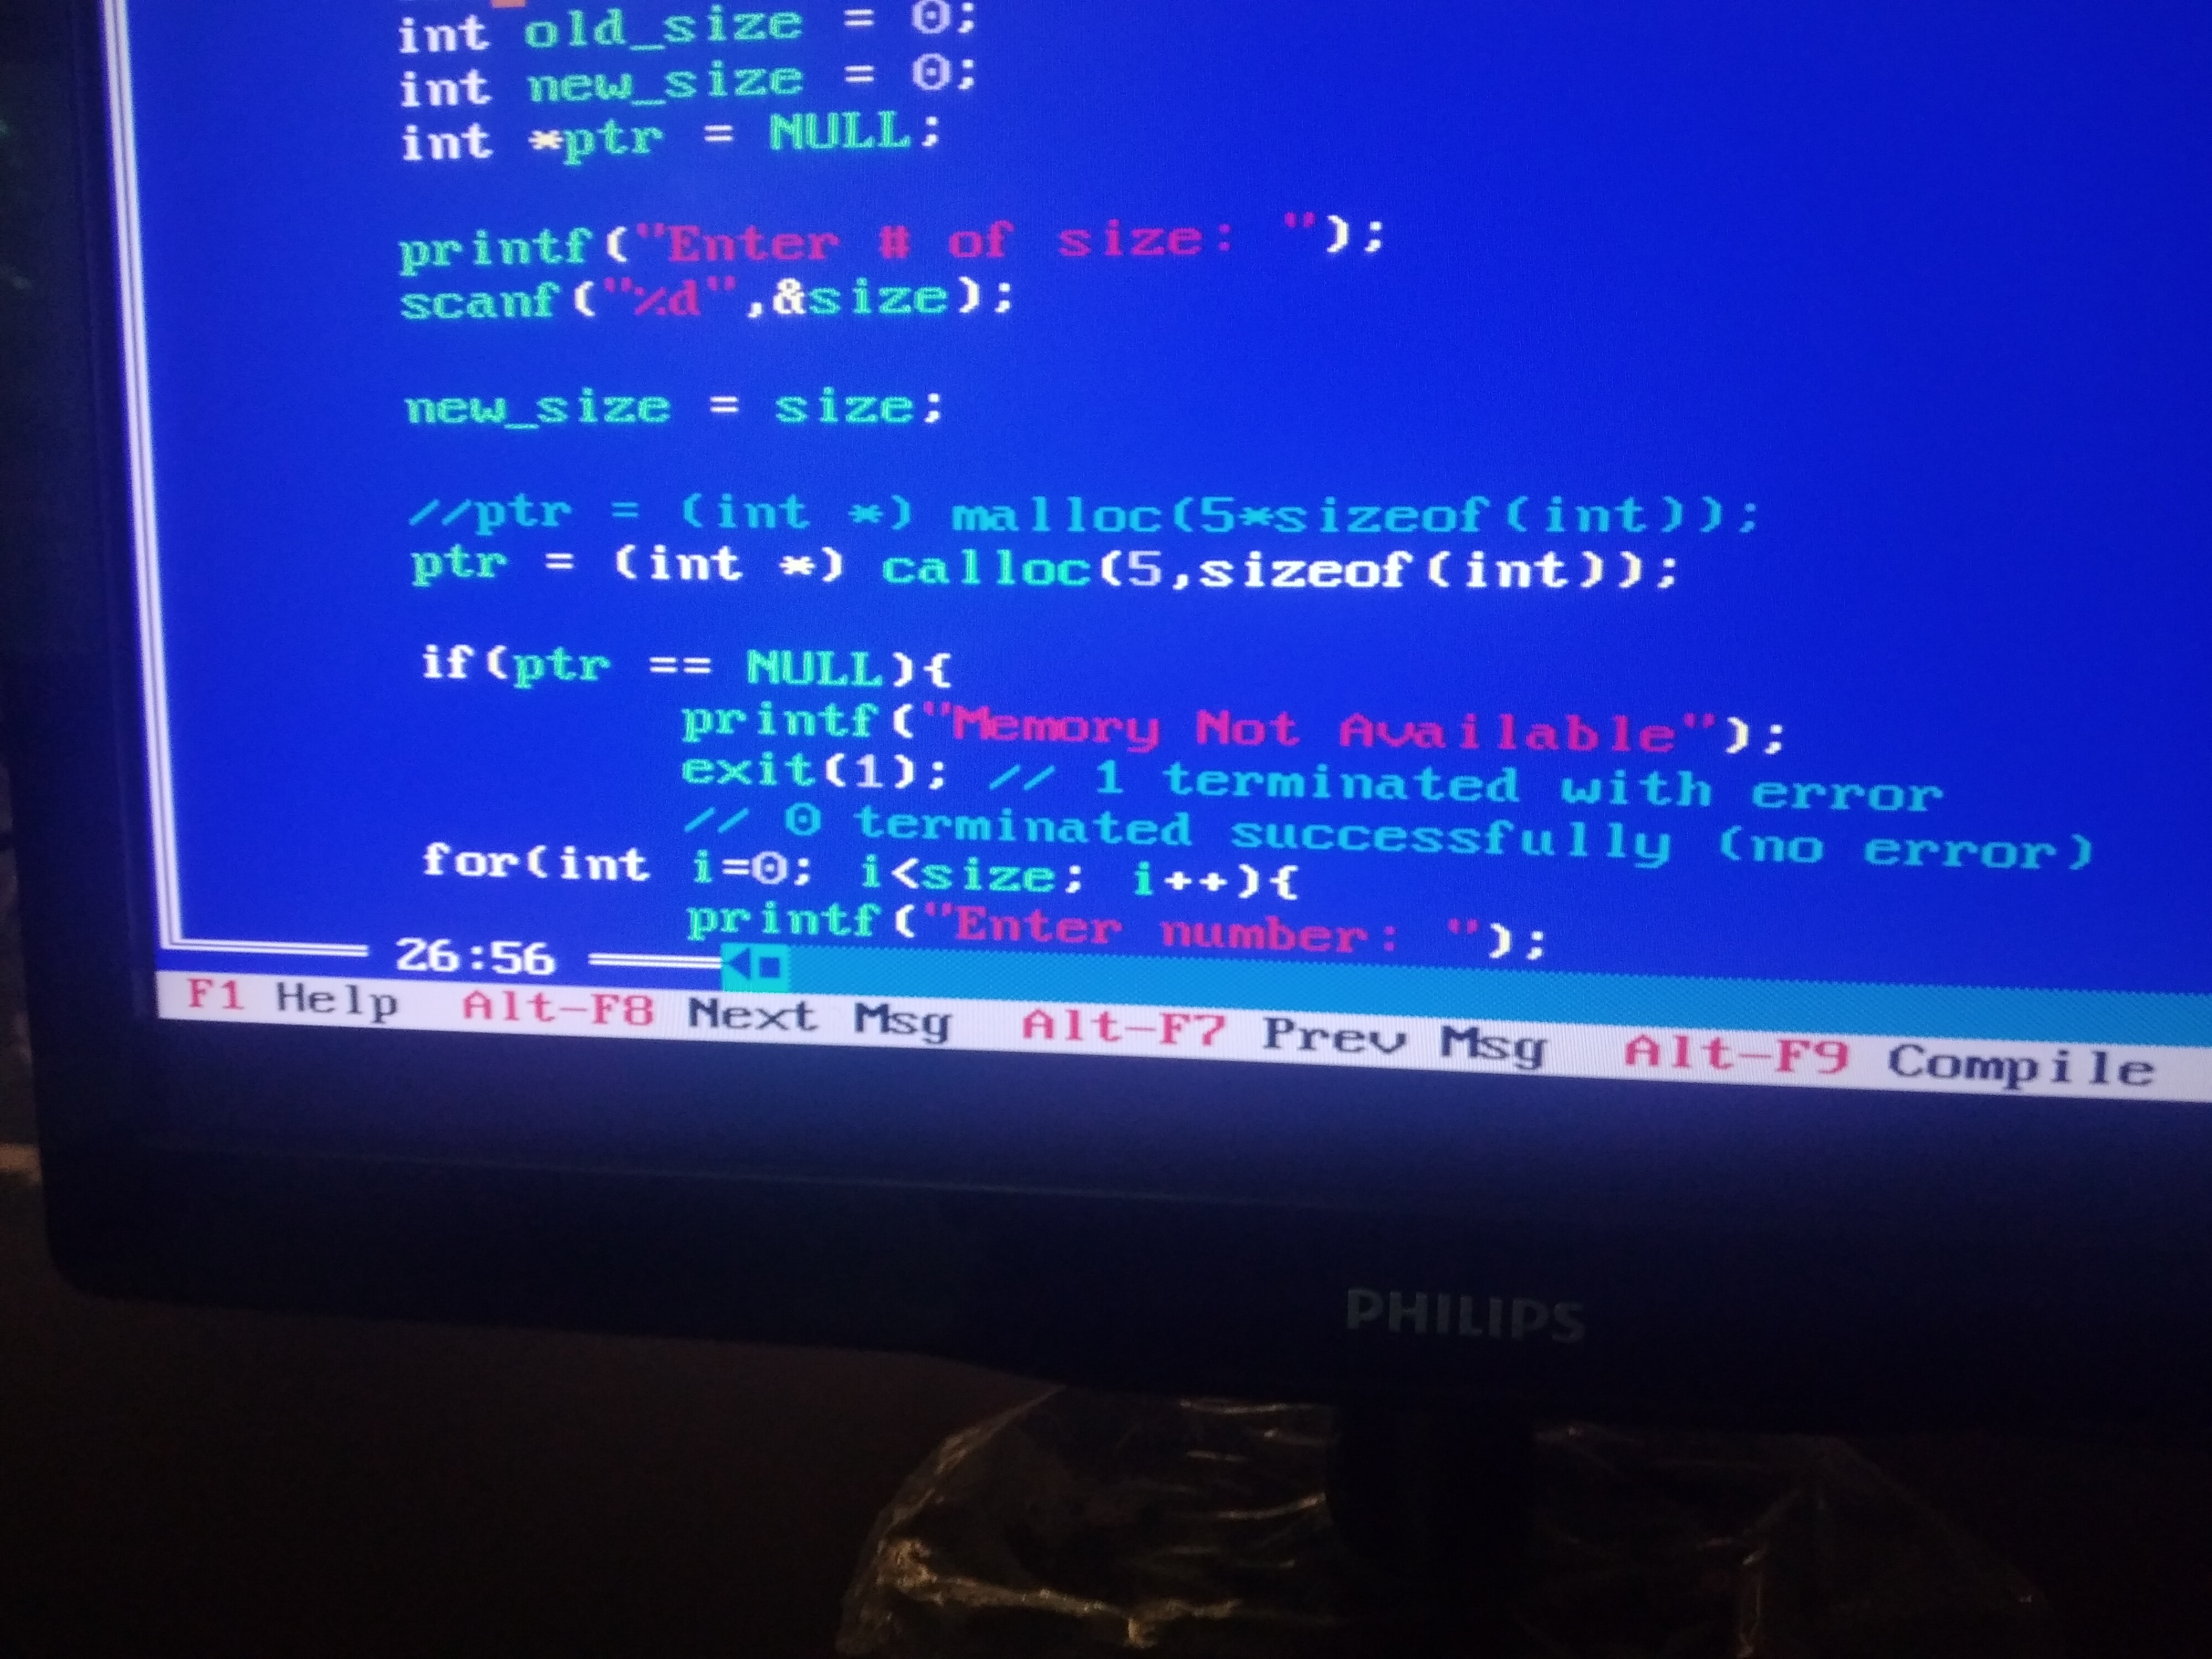 int old_size = 0;
int new_size = 0;
int *ptr = NULL;
printf("Enter # of size: ");
scanf("%d",&size);
new_size = size;
//ptr = (int *) malloc(5*sizeof(int));
ptr = (int *) calloc(5,sizeof(int));
if(ptr == NULL){
printf("Memory Not Available");
exit(1); // 1 terminated with error
// 0 terminated successfully (no error)
for(int i=0; i<size; i++){
printf("Enter number: ");
26:56
F1 Help Alt-F8 Next Msg Alt-F7 Prev Msg Alt-F9 Compile
PHILIPS